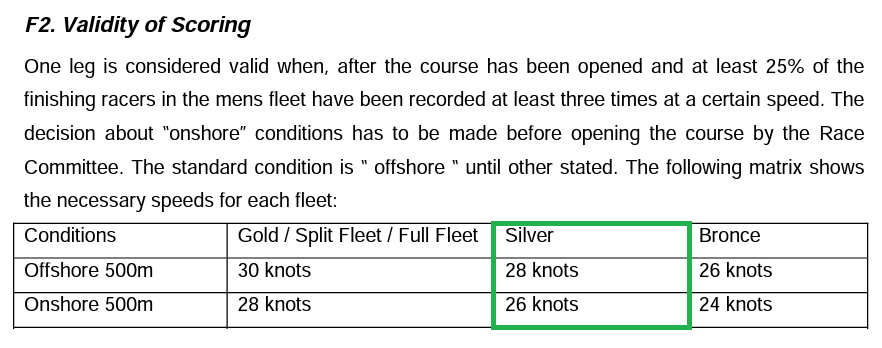 F2. Validity of Scoring
One leg is considered valid when, after the course has been opened and at least 25% of the
finishing racers in the mens fleet have been recorded at least three times at a certain speed. The
decision about "onshore" conditions has to be made before opening the course by the Race
Committee. The standard condition is " offshore " until other stated. The following matrix shows
the necessary speeds for each fleet:
Conditions Gold / Split Fleet / Full Fleet Silver Bronce
Offshore 500m 30 knots 28 knots 26 knots
Onshore 500m 28 knots 26 knots 24 knots